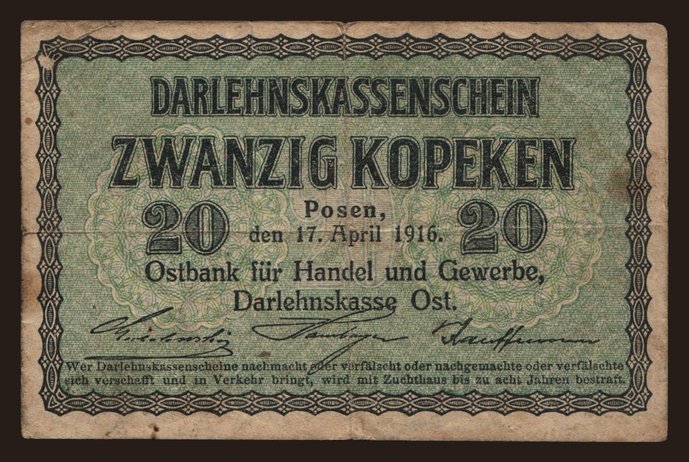 DARLEHNSKASSENSCHEIN
ZWANZIG KOPEKEN
20 Posen, 20
den 17. April 1916.
Ostbank für Handel und Gewerbe,
Darlehnskasse Ost.
Wer Darlehnskassenscheine nachmacht oder verfälscht oder nachgemachte oder verfälschte
sich verschafft und in Verkehr bringt, wird mit Zuchthaus bis zu acht Jahren bestraft.